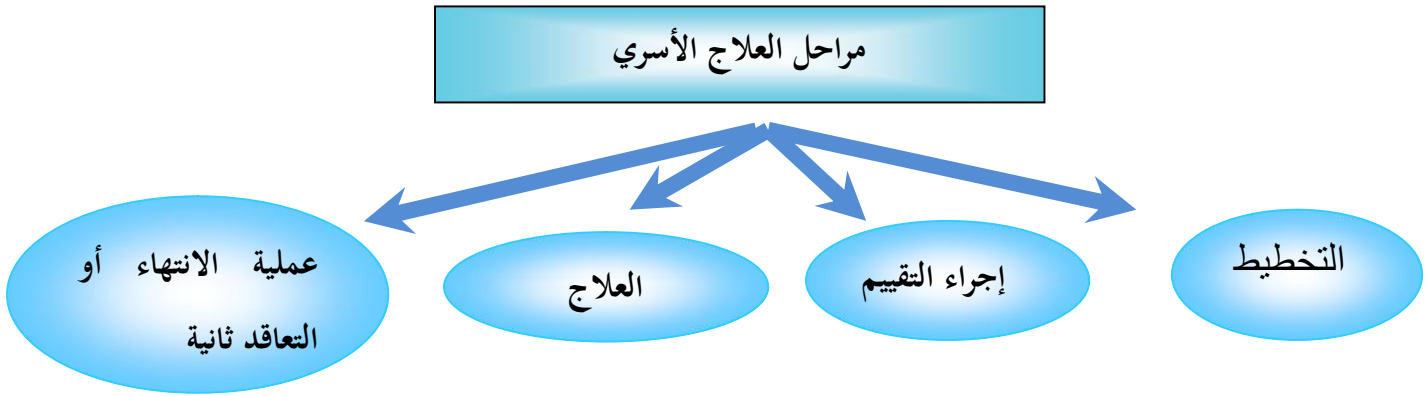 مراحل العلاج الأسري
التخطيط
إجراء التقييم
العلاج
عملية الانتهاء أو
التعاقد ثانية